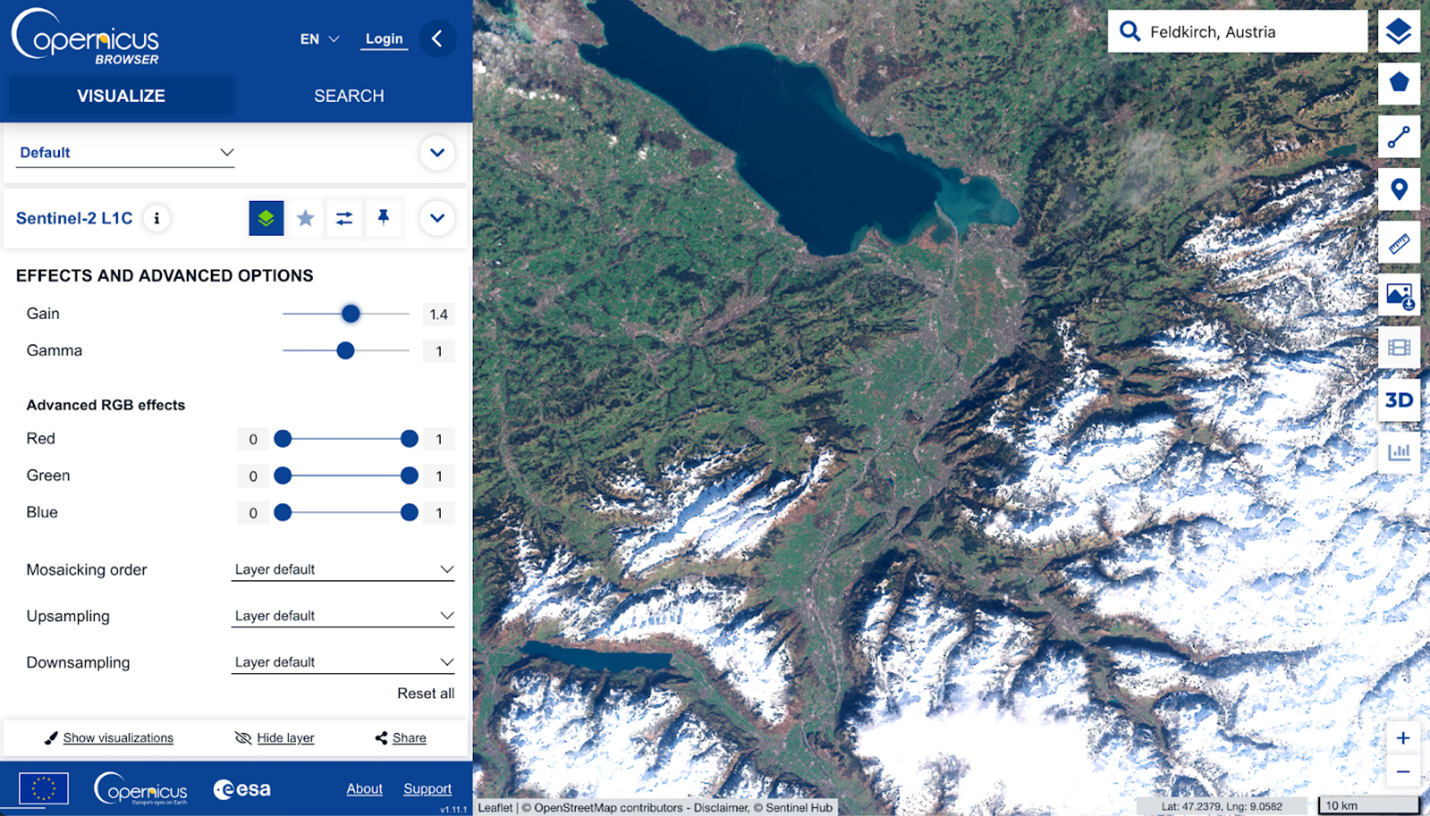 Copernicus
BROWSER
EN
Login
VISUALIZE
SEARCH
Default
Sentinel-2 L1C
i
EFFECTS AND ADVANCED OPTIONS
Gain
1.4
Gamma
1
Advanced RGB effects
Red
0
1
Green
0
1
Blue
0
1
Mosaicking order
Layer default
Upsampling
Layer default
Downsampling
Layer default
Reset all
Show visualizations
Hide layer
Share
Copernicus
Europe's eyes on Earth
esa
About
Support
v1.11.1
Feldkirch, Austria
3D
+
−
Leaflet | © OpenStreetMap contributors - Disclaimer, © Sentinel Hub
Lat: 47.2379, Lng: 9.0582
10 km